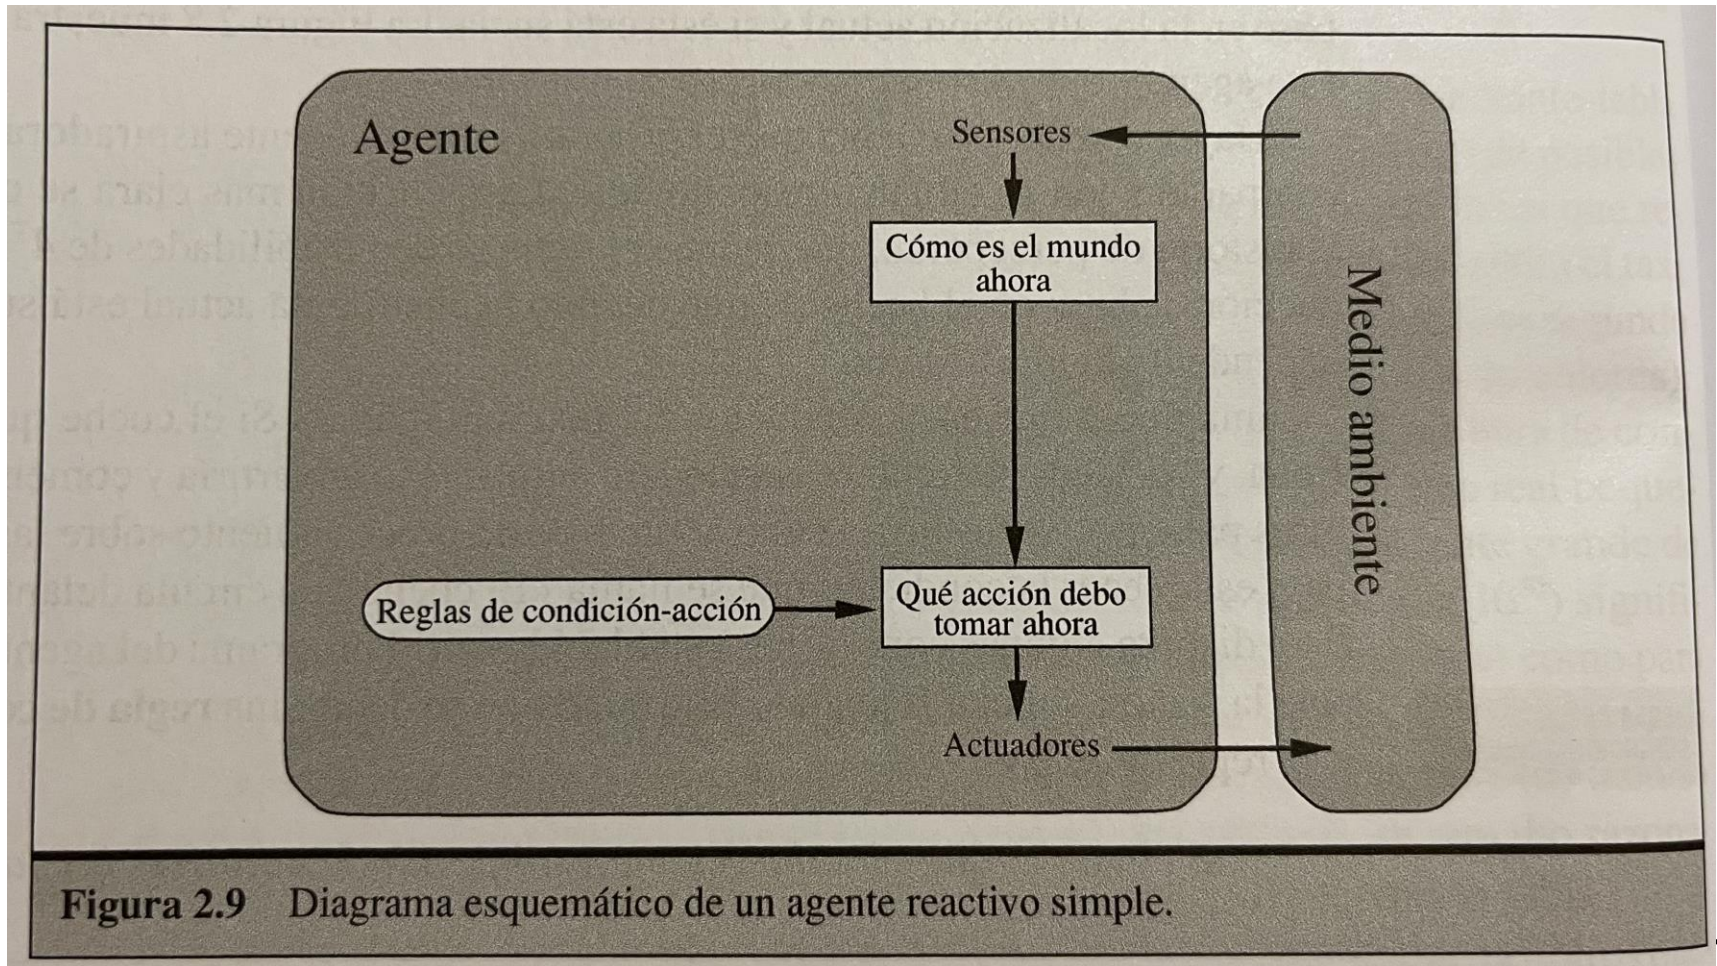 Agente
Sensores
Cómo es el mundo
ahora
Medio ambiente
Reglas de condición-acción
Qué acción debo
tomar ahora
Actuadores
Figura 2.9 Diagrama esquemático de un agente reactivo simple.